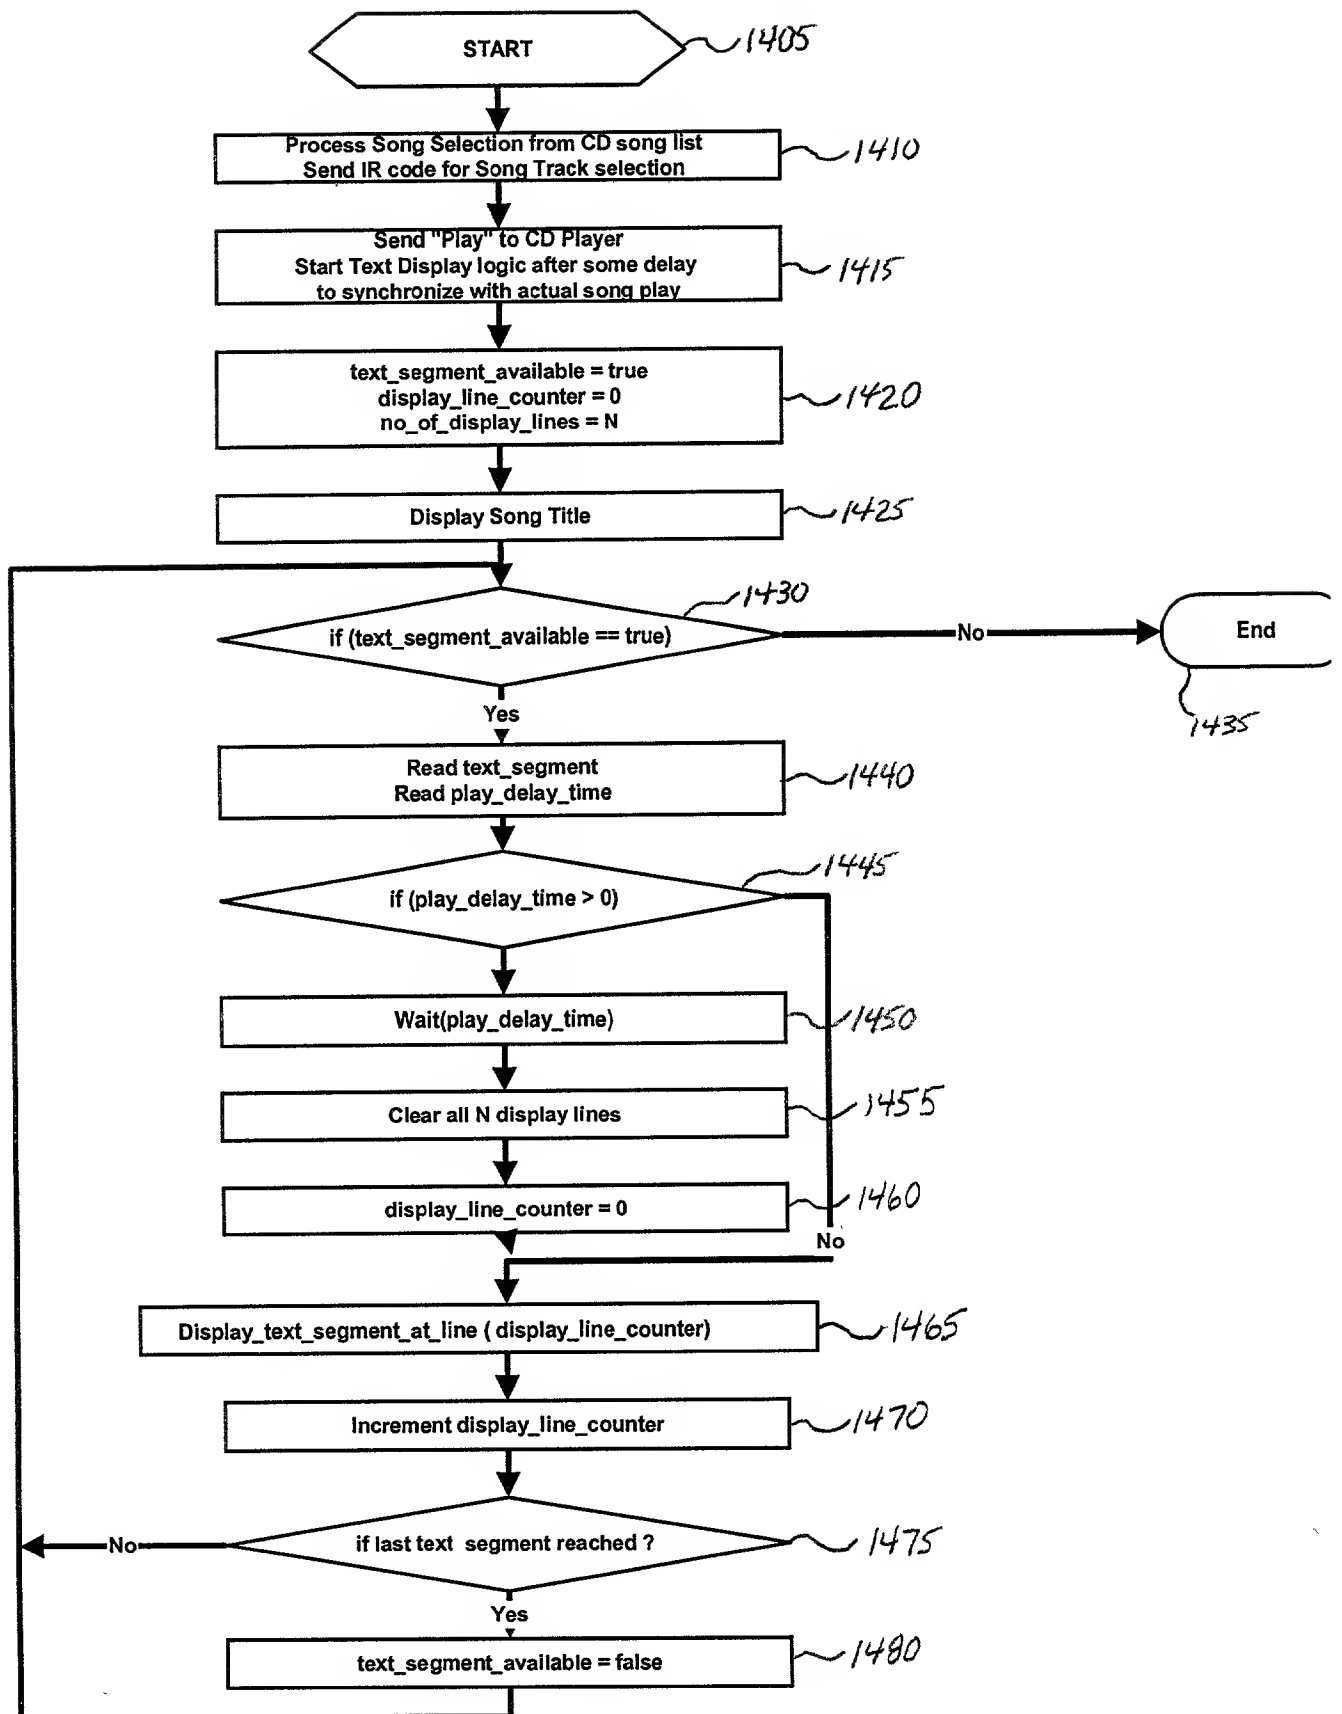 START
1405
Process Song Selection from CD song list
Send IR code for Song Track selection
1410
Send "Play" to CD Player
Start Text Display logic after some delay
to synchronize with actual song play
1415
text_segment_available = true
display_line_counter = 0
no_of_display_lines = N
1420
Display Song Title
1425
if (text_segment_available == true)
1430
No
End
1435
Yes
Read text_segment
Read play_delay_time
1440
if (play_delay_time > 0)
1445
Wait(play_delay_time)
1450
Clear all N display lines
1455
display_line_counter = 0
1460
No
Display_text_segment_at_line ( display_line_counter)
1465
Increment display_line_counter
1470
if last text segment reached ?
1475
No
Yes
text_segment_available = false
1480